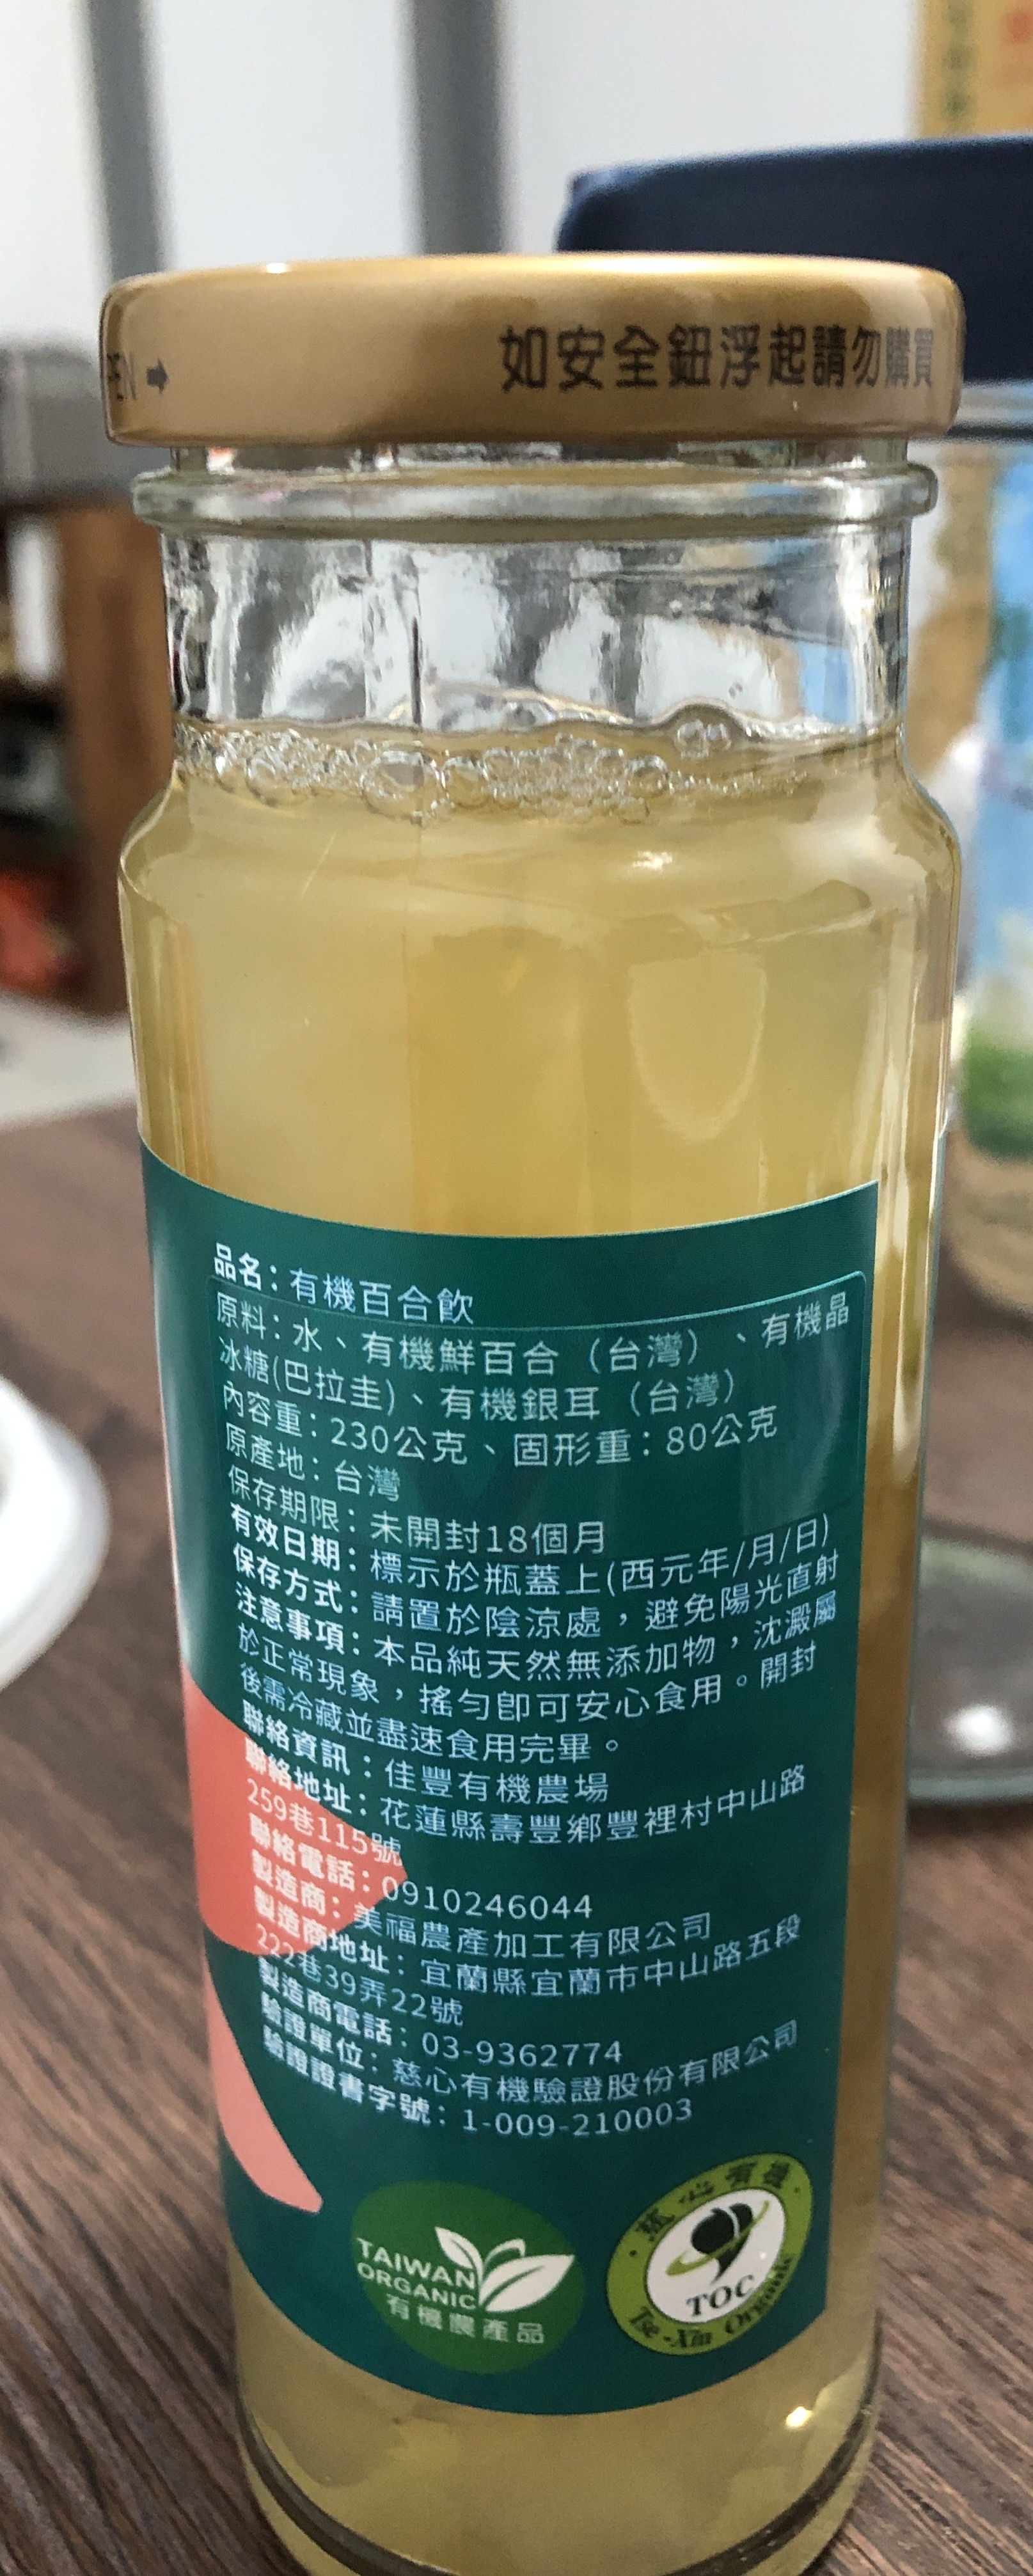 PEN →
如安全鈕浮起請勿購買
品名：有機百合飲
原料：水、有機鮮百合（台灣）、有機晶
冰糖(巴拉圭)、有機銀耳（台灣）
內容重：230公克、固形重：80公克
原產地：台灣
保存期限：未開封18個月
有效日期：標示於瓶蓋上(西元年/月/日)
保存方式：請置於陰涼處，避免陽光直射
注意事項：本品純天然無添加物，沈澱屬
於正常現象，搖勻即可安心食用。開封
後需冷藏並盡速食用完畢。
聯絡資訊：佳豐有機農場
聯絡地址：花蓮縣壽豐鄉豐裡村中山路
259巷115號
聯絡電話：0910246044
製造商：美福農產加工有限公司
製造商地址：宜蘭縣宜蘭市中山路五段
222巷39弄22號
製造商電話：03-9362774
驗證單位：慈心有機驗證股份有限公司
驗證證書字號：1-009-210003
TAIWAN
ORGANIC
有機農產品
慈心有機
TOC
Tse-Xin Organic